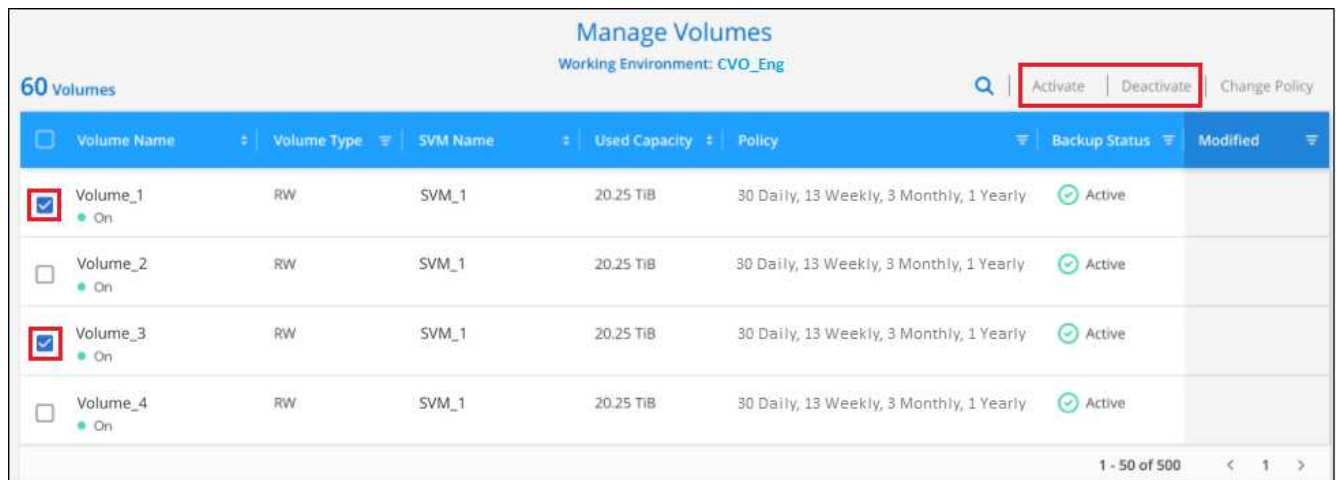 Manage Volumes
Working Environment: CVO_Eng
60 Volumes
Activate | Deactivate | Change Policy
Volume Name Volume Type SVM Name Used Capacity Policy Backup Status Modified
Volume_1 RW SVM_1 20.25 TiB 30 Daily, 13 Weekly, 3 Monthly, 1 Yearly Active
On
Volume_2 RW SVM_1 20.25 TiB 30 Daily, 13 Weekly, 3 Monthly, 1 Yearly Active
On
Volume_3 RW SVM_1 20.25 TiB 30 Daily, 13 Weekly, 3 Monthly, 1 Yearly Active
On
Volume_4 RW SVM_1 20.25 TiB 30 Daily, 13 Weekly, 3 Monthly, 1 Yearly Active
On
1 - 50 of 500 < 1 >